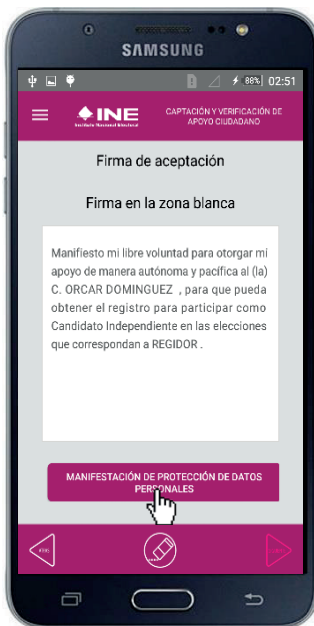 SAMSUNG
88% 02:51
INE
Instituto Nacional Electoral
CAPTACIÓN Y VERIFICACIÓN DE
APOYO CIUDADANO
Firma de aceptación
Firma en la zona blanca
Manifiesto mi libre voluntad para otorgar mi
apoyo de manera autónoma y pacífica al (la)
C. ORCAR DOMINGUEZ , para que pueda
obtener el registro para participar como
Candidato Independiente en las elecciones
que correspondan a REGIDOR .
MANIFESTACIÓN DE PROTECCIÓN DE DATOS
PERSONALES